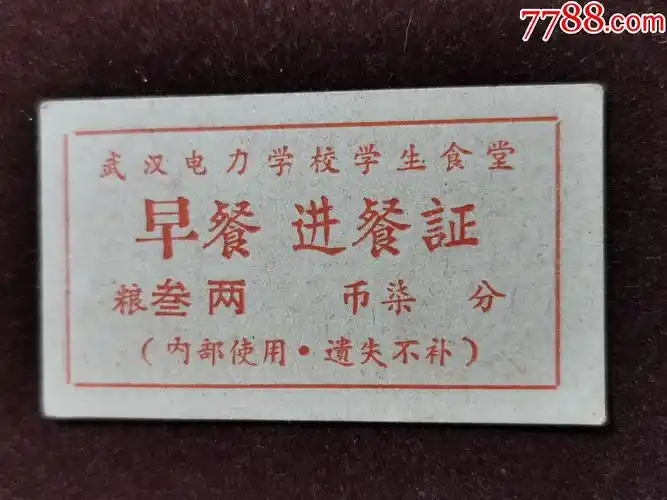 7788.com
武汉电力学校学生食堂
早餐 进餐証
粮叁两 币柒 分
(内部使用·遺失不补)